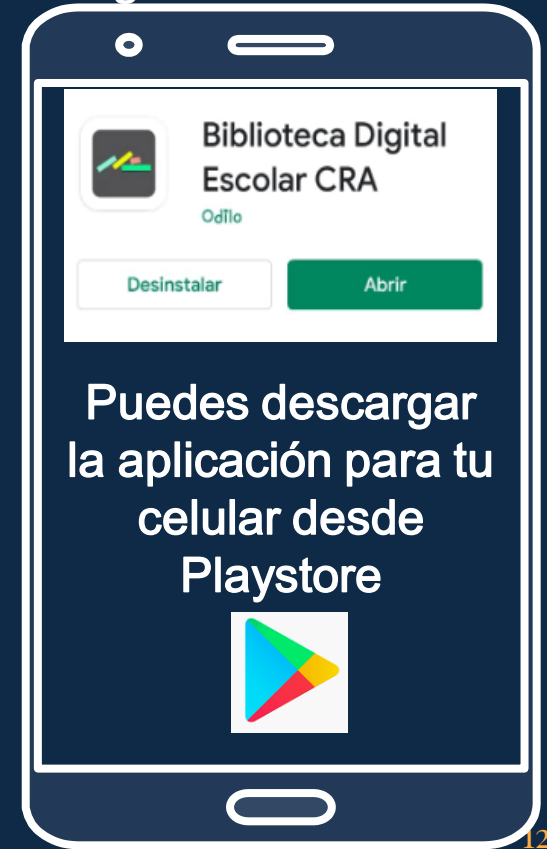 Biblioteca Digital
Escolar CRA
Odilo
Desinstalar
Abrir
Puedes descargar
la aplicación para tu
celular desde
Playstore
12